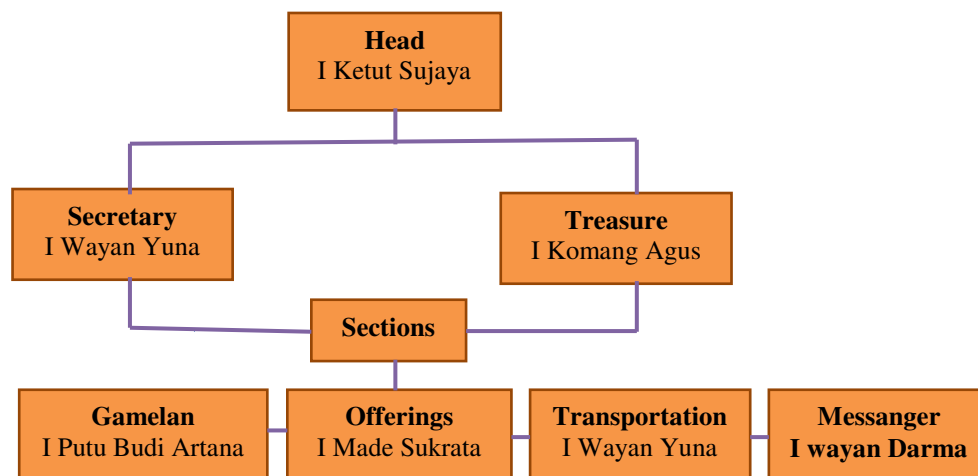 Head
I Ketut Sujaya
Secretary
I Wayan Yuna
Treasure
I Komang Agus
Sections
Gamelan
I Putu Budi Artana
Offerings
I Made Sukrata
Transportation
I Wayan Yuna
Messanger
I wayan Darma